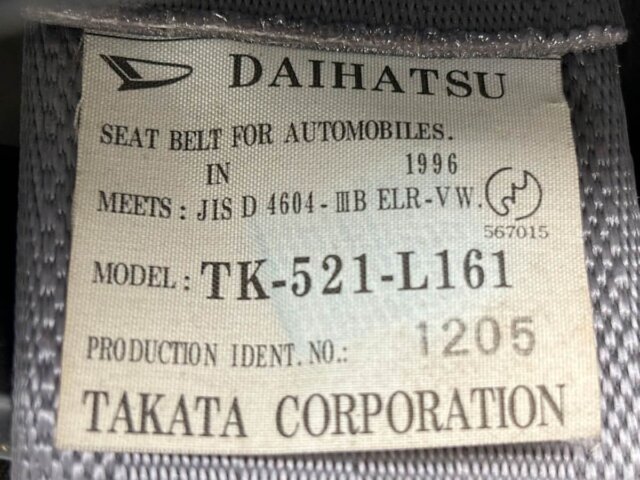 DAIHATSU
SEAT BELT FOR AUTOMOBILES.
IN 1996
MEETS: JIS D 4604-ⅢB ELR-VW.
567015
MODEL: TK-521-L161
PRODUCTION IDENT. NO.: 1205
TAKATA CORPORATION